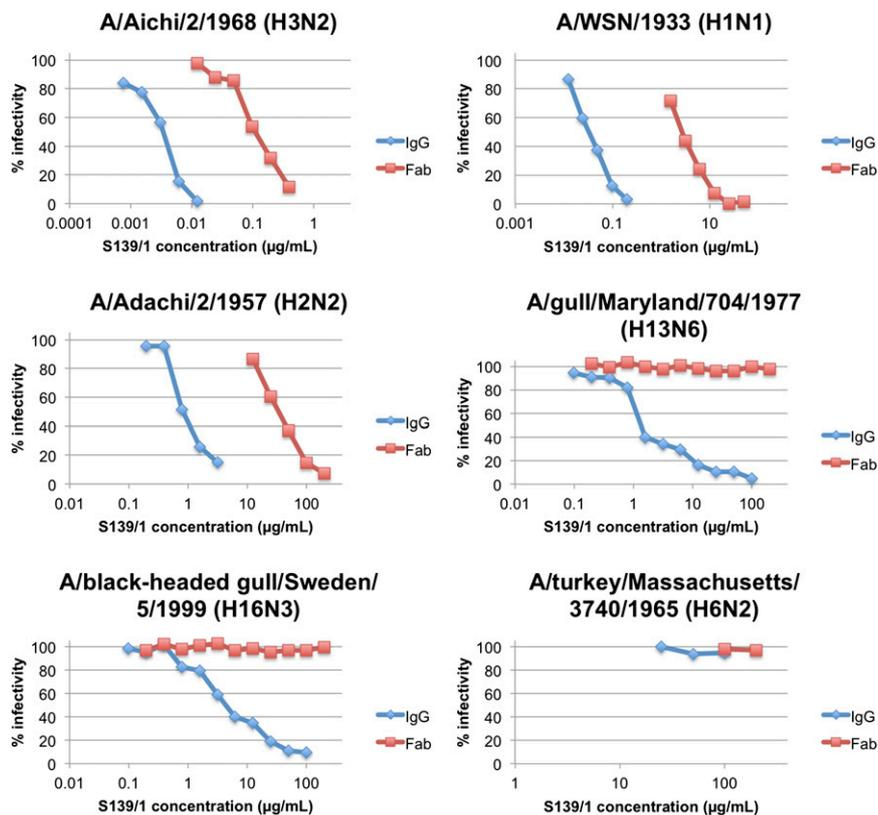 A/Aichi/2/1968 (H3N2)
100
80
60
40
20
0
% infectivity
0.0001
0.001
0.01
0.1
1
S139/1 concentration (µg/mL)
IgG
Fab
A/WSN/1933 (H1N1)
100
80
60
40
20
0
% infectivity
0.001
0.1
10
S139/1 concentration (µg/mL)
IgG
Fab
A/Adachi/2/1957 (H2N2)
100
80
60
40
20
0
% infectivity
0.01
0.1
1
10
100
S139/1 concentration (µg/mL)
IgG
Fab
A/gull/Maryland/704/1977
(H13N6)
100
80
60
40
20
0
% infectivity
0.01
0.1
1
10
100
S139/1 concentration (µg/mL)
IgG
Fab
A/black-headed gull/Sweden/
5/1999 (H16N3)
100
80
60
40
20
0
% infectivity
0.01
0.1
1
10
100
S139/1 concentration (µg/mL)
IgG
Fab
A/turkey/Massachusetts/
3740/1965 (H6N2)
100
80
60
40
20
0
% infectivity
1
10
100
S139/1 concentration (µg/mL)
IgG
Fab